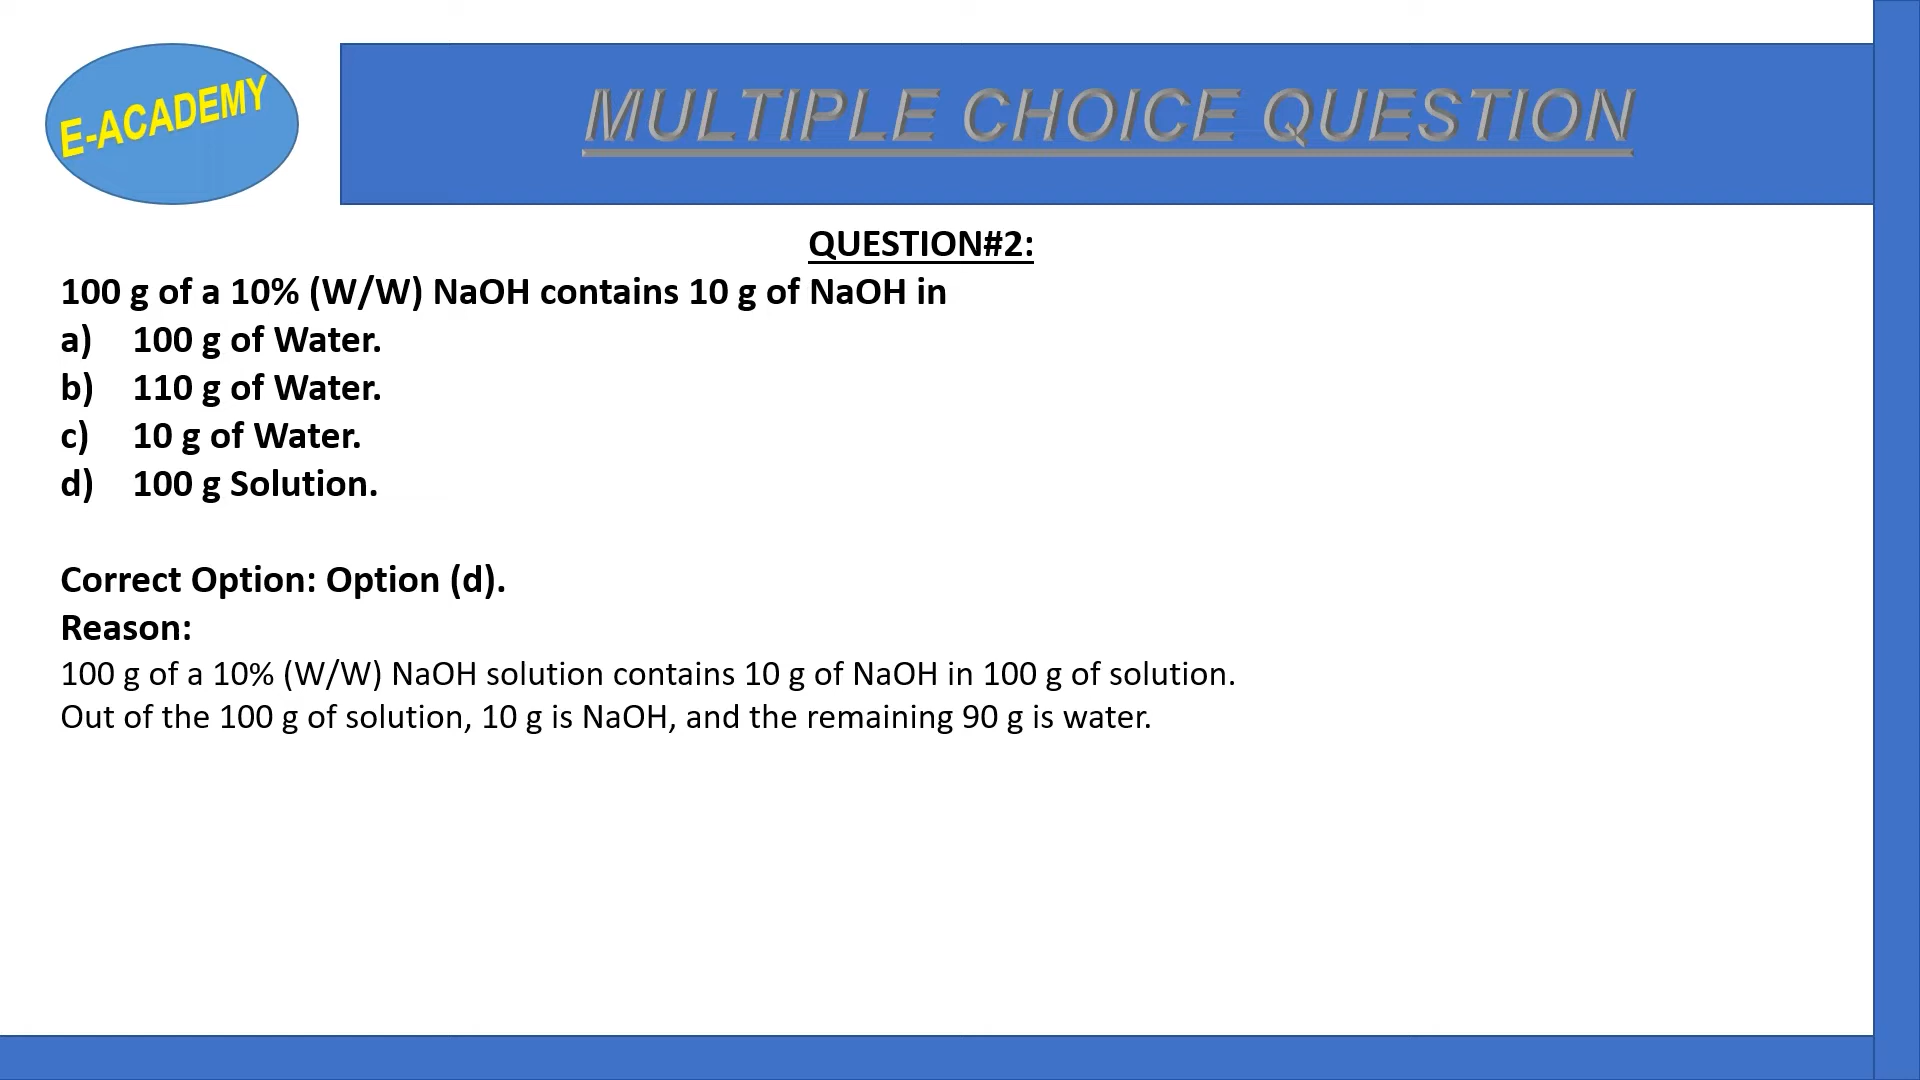 E-ACADEMY
MULTIPLE CHOICE QUESTION
QUESTION#2:
100 g of a 10% (W/W) NaOH contains 10 g of NaOH in
a) 100 g of Water.
b) 110 g of Water.
c) 10 g of Water.
d) 100 g Solution.
Correct Option: Option (d).
Reason:
100 g of a 10% (W/W) NaOH solution contains 10 g of NaOH in 100 g of solution.
Out of the 100 g of solution, 10 g is NaOH, and the remaining 90 g is water.